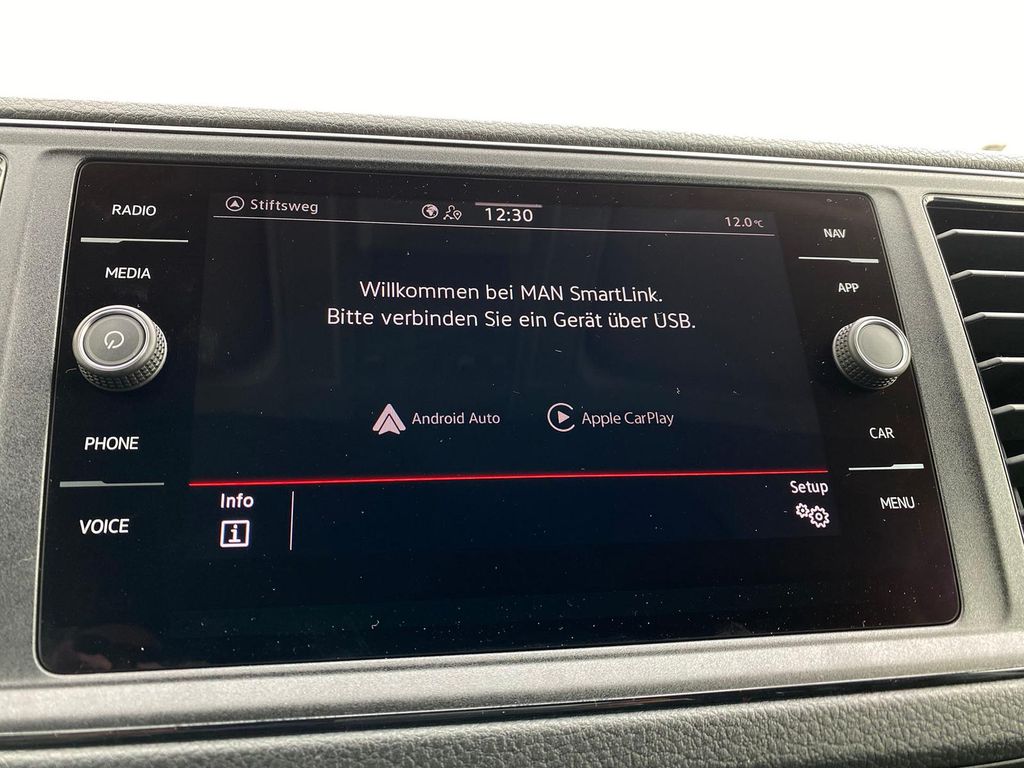 RADIO
MEDIA
PHONE
VOICE
Stiftsweg
12:30
12.0°C
Willkommen bei MAN SmartLink.
Bitte verbinden Sie ein Gerät über USB.
Android Auto
Apple CarPlay
Info
i
Setup
NAV
APP
CAR
MENU